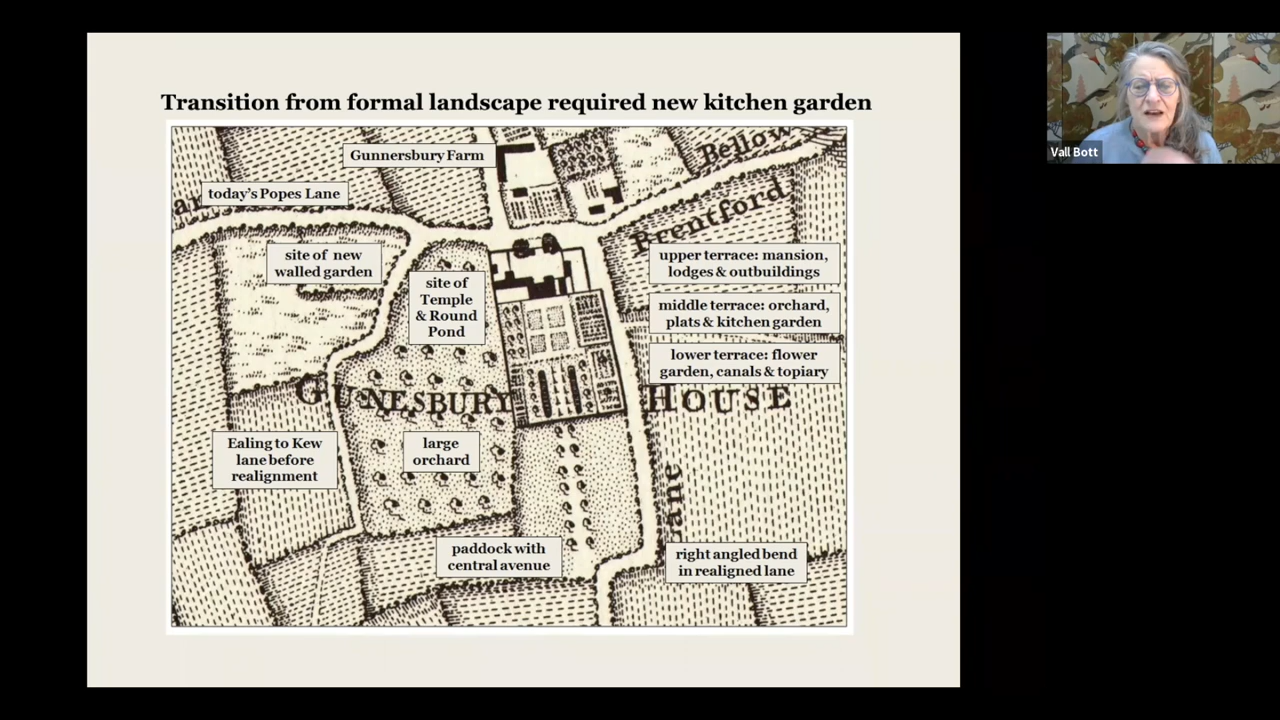 Transition from formal landscape required new kitchen garden
Vall Bott
Gunnersbury Farm
Bellow
today's Popes Lane
Brentford
site of new
walled garden
site of
Temple
& Round
Pond
upper terrace: mansion,
lodges & outbuildings
middle terrace: orchard,
plats & kitchen garden
lower terrace: flower
garden, canals & topiary
GUNESBURY HOUSE
Ealing to Kew
lane before
realignment
large
orchard
Lane
paddock with
central avenue
right angled bend
in realigned lane